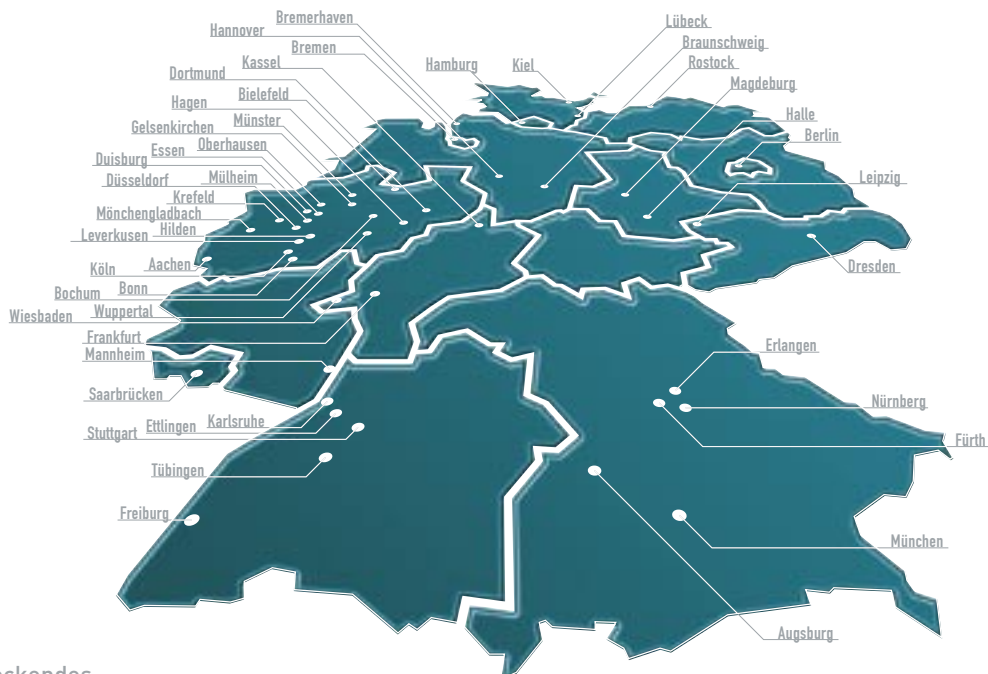 Bremerhaven
Lübeck
Hannover
Braunschweig
Bremen
Kassel
Hamburg
Kiel
Rostock
Dortmund
Magdeburg
Bielefeld
Hagen
Halle
Münster
Gelsenkirchen
Berlin
Oberhausen
Essen
Duisburg
Düsseldorf
Mülheim
Leipzig
Krefeld
Mönchengladbach
Hilden
Leverkusen
Aachen
Köln
Dresden
Bonn
Bochum
Wuppertal
Wiesbaden
Frankfurt
Erlangen
Mannheim
Saarbrücken
Nürnberg
Karlsruhe
Ettlingen
Stuttgart
Fürth
Tübingen
Freiburg
München
Augsburg